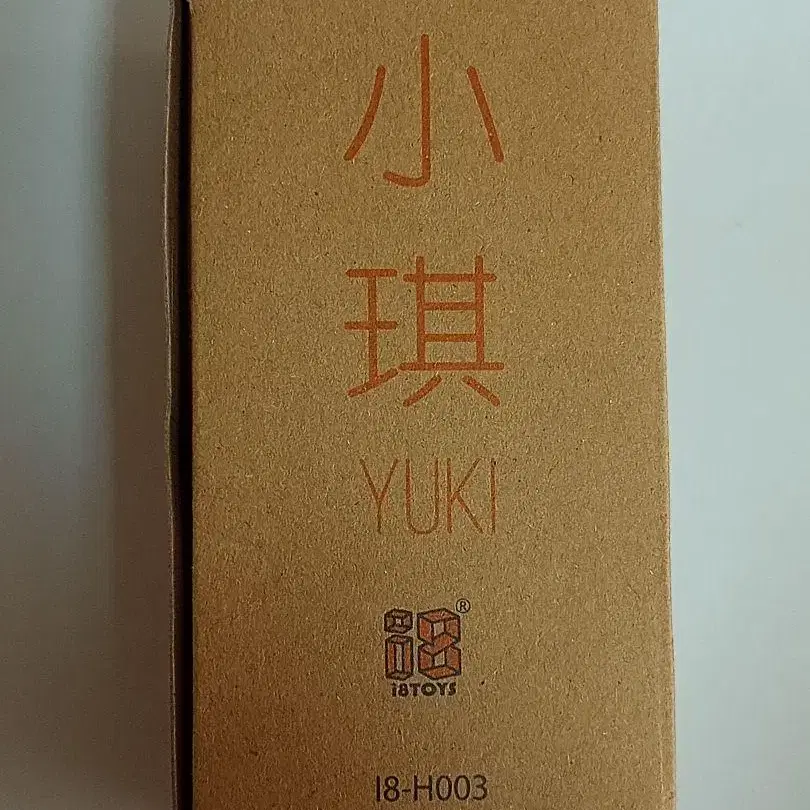 小
琪
YUKI
i8
®
i8TOYS
I8-H003